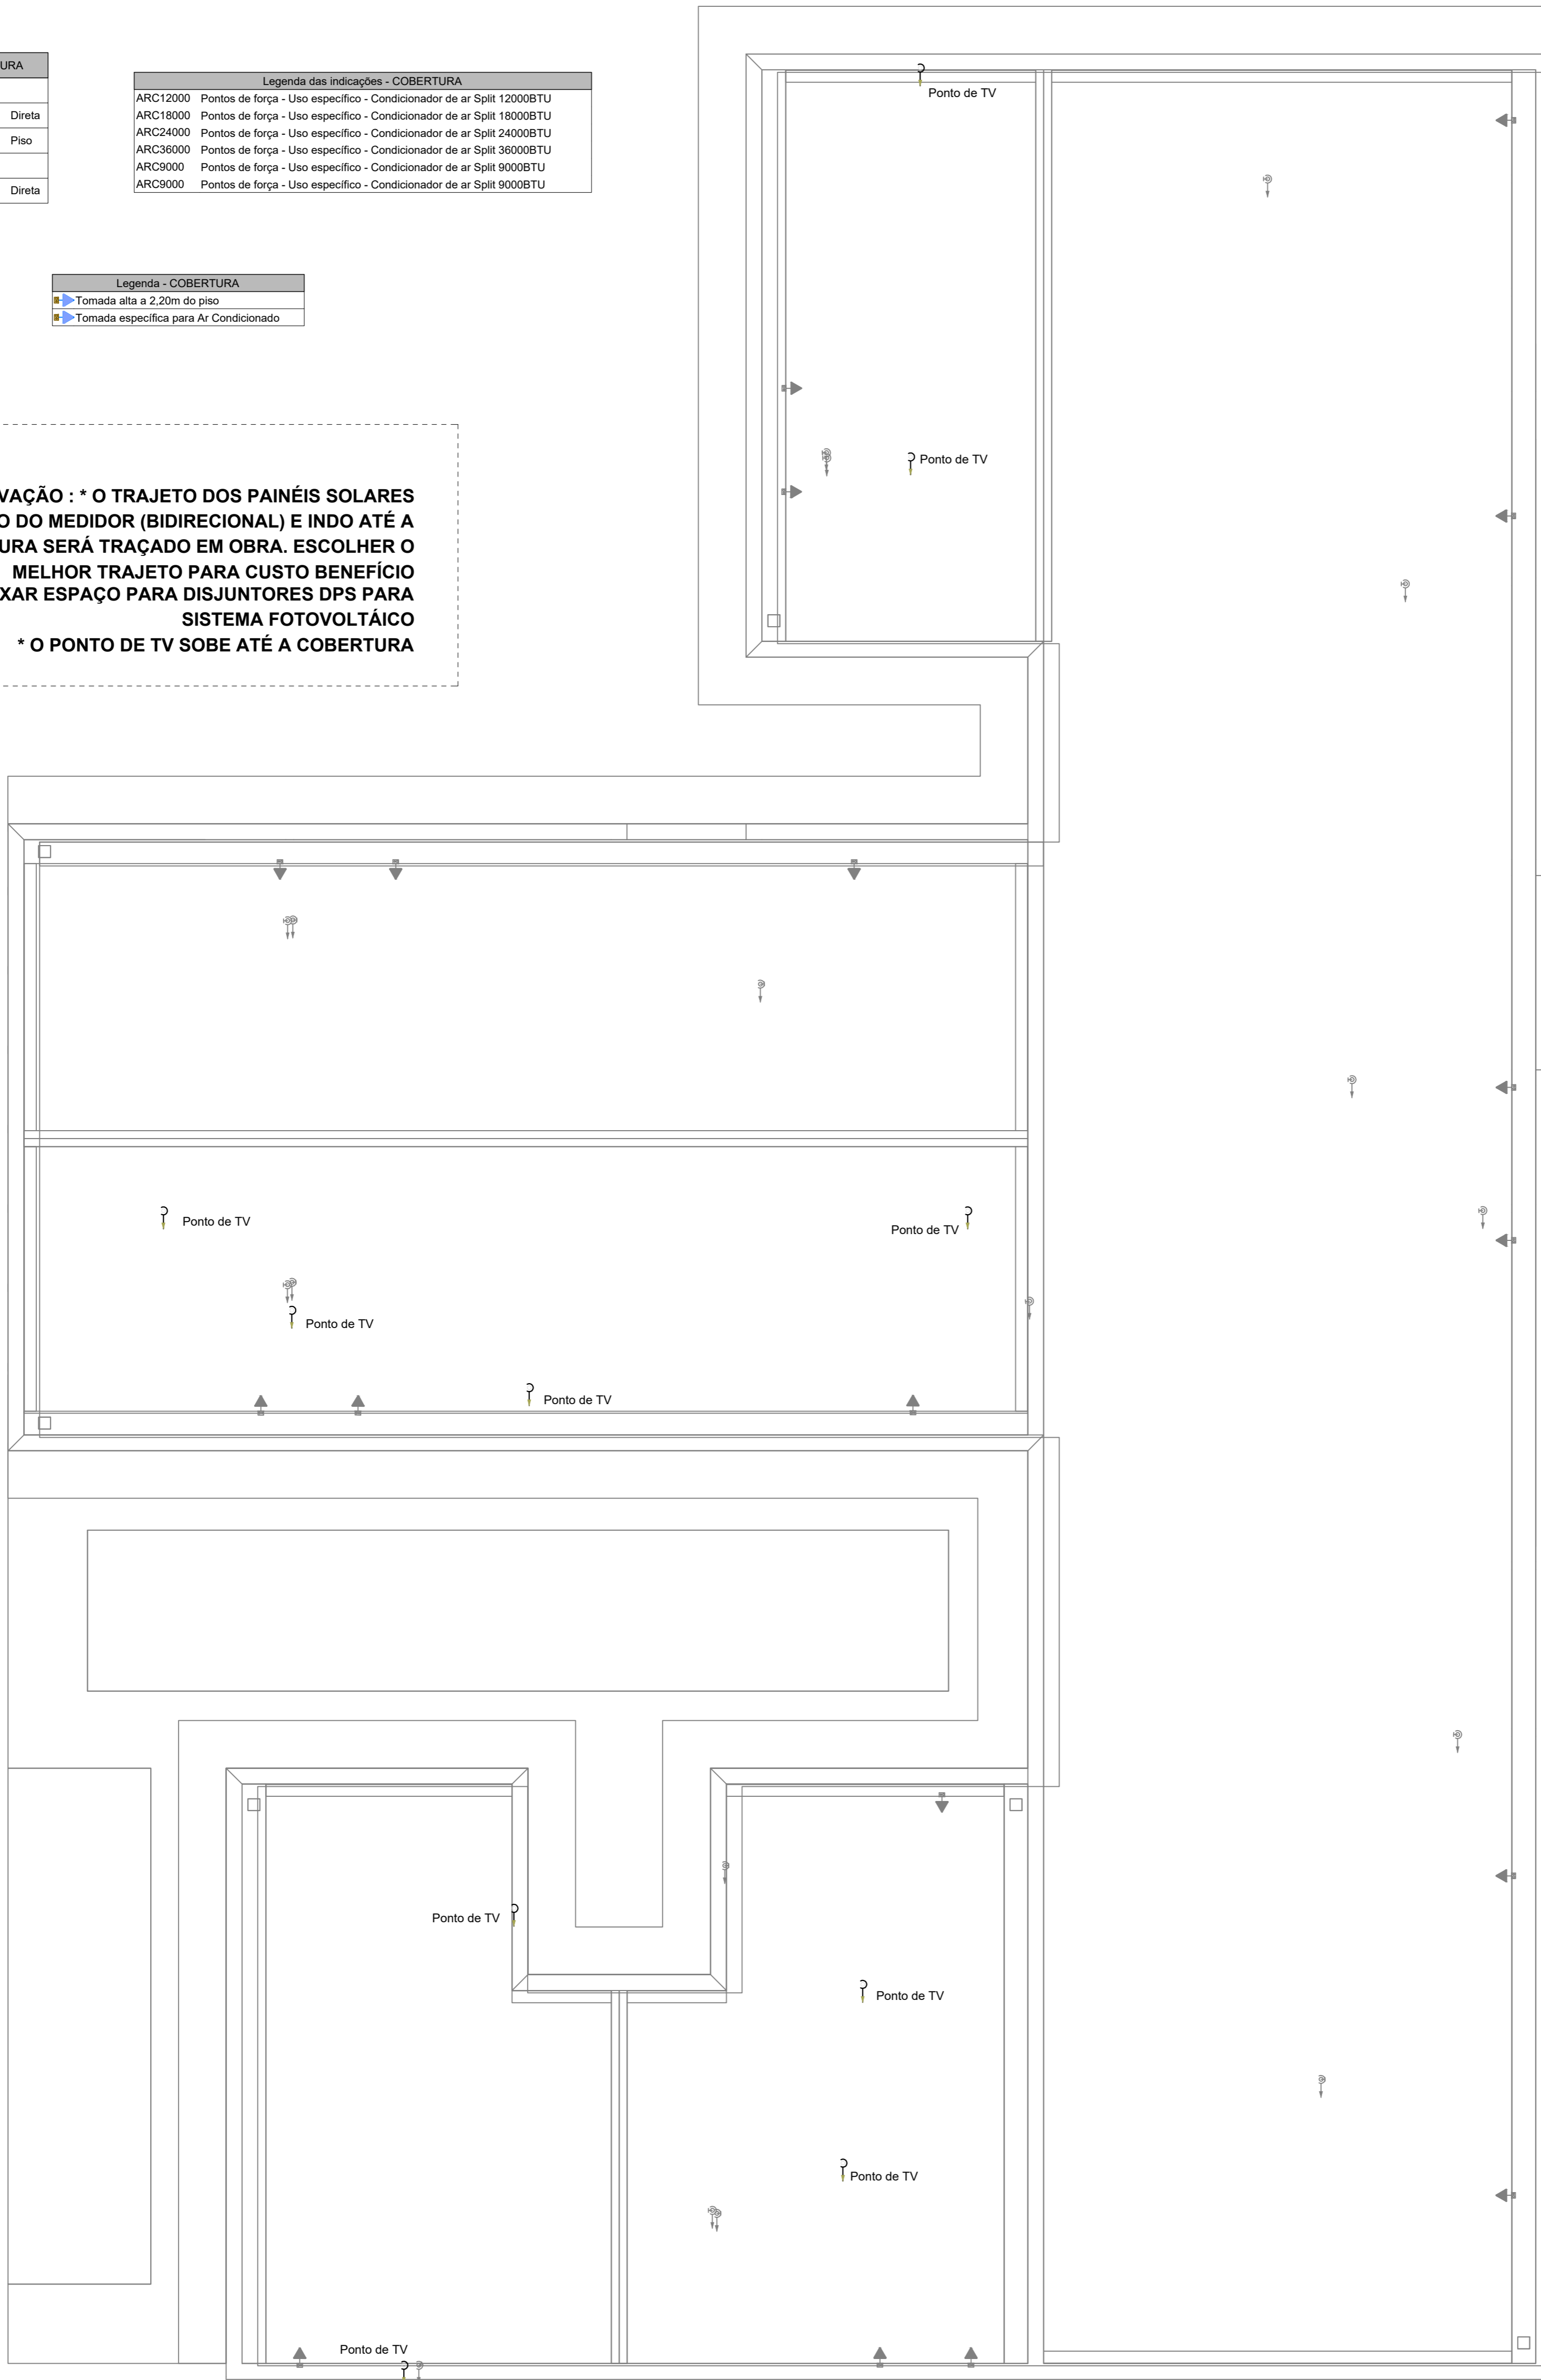 URA
Direta
Piso
Direta
Legenda das indicações - COBERTURA
ARC12000 Pontos de força - Uso específico - Condicionador de ar Split 12000BTU
ARC18000 Pontos de força - Uso específico - Condicionador de ar Split 18000BTU
ARC24000 Pontos de força - Uso específico - Condicionador de ar Split 24000BTU
ARC36000 Pontos de força - Uso específico - Condicionador de ar Split 36000BTU
ARC9000 Pontos de força - Uso específico - Condicionador de ar Split 9000BTU
ARC9000 Pontos de força - Uso específico - Condicionador de ar Split 9000BTU
Legenda - COBERTURA
Tomada alta a 2,20m do piso
Tomada específica para Ar Condicionado
VAÇÃO : * O TRAJETO DOS PAINÉIS SOLARES
O DO MEDIDOR (BIDIRECIONAL) E INDO ATÉ A
URA SERÁ TRAÇADO EM OBRA. ESCOLHER O
MELHOR TRAJETO PARA CUSTO BENEFÍCIO
XAR ESPAÇO PARA DISJUNTORES DPS PARA
SISTEMA FOTOVOLTÁICO
* O PONTO DE TV SOBE ATÉ A COBERTURA
Ponto de TV
Ponto de TV
Ponto de TV
Ponto de TV
Ponto de TV
Ponto de TV
Ponto de TV
Ponto de TV
Ponto de TV
Ponto de TV